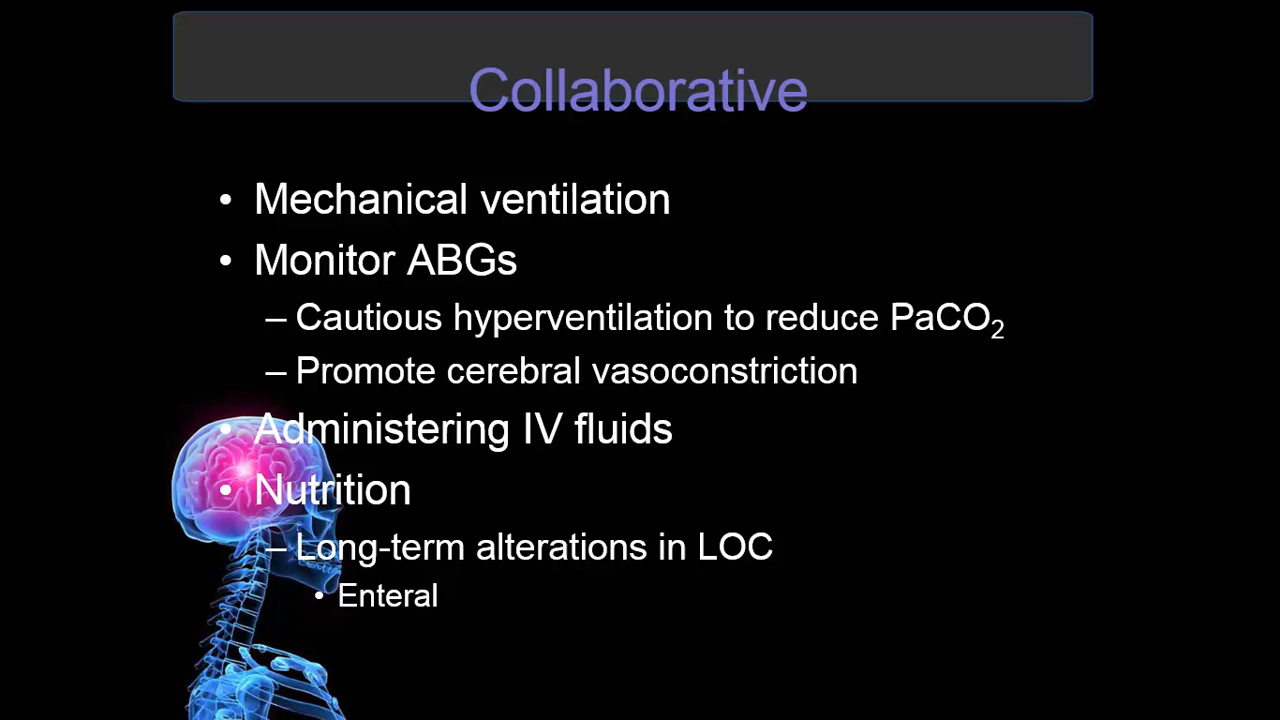 Collaborative
• Mechanical ventilation
• Monitor ABGs
– Cautious hyperventilation to reduce PaCO₂
– Promote cerebral vasoconstriction
• Administering IV fluids
• Nutrition
– Long-term alterations in LOC
• Enteral